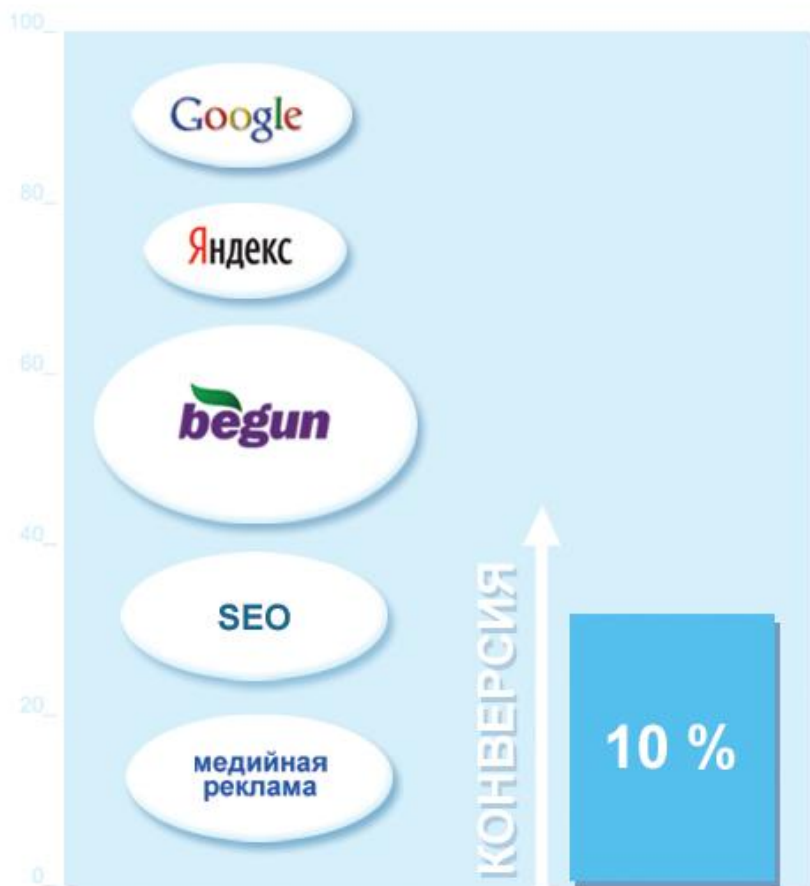 100_
Google
80_
Яндекс
60_
begun
40_
SEO
20_
медийная
реклама
0_
КОНВЕРСИЯ
10 %